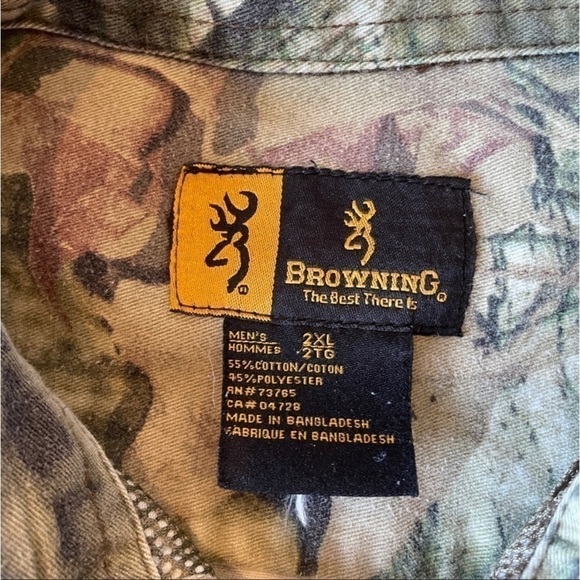 BROWNING®
The Best There Is
MEN'S 2XL
HOMMES 2TG
55% COTTON/COTON
45% POLYESTER
RN# 73765
CA# 04728
MADE IN BANGLADESH
FABRIQUE EN BANGLADESH